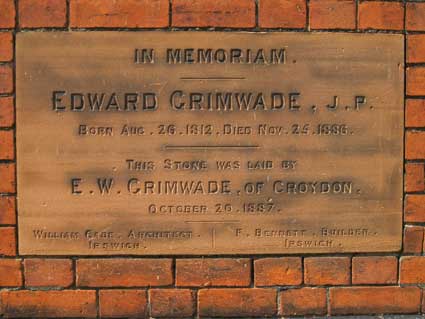 IN MEMORIAM.
EDWARD GRIMWADE, J.P.
BORN AUG. 26. 1812, DIED NOV. 25. 1886.
THIS STONE WAS LAID BY
E. W. GRIMWADE, OF CROYDON.
OCTOBER 26. 1887.
WILLIAM EADE. ARCHITECT. F. BENNETT. BUILDER.
IPSWICH. IPSWICH.